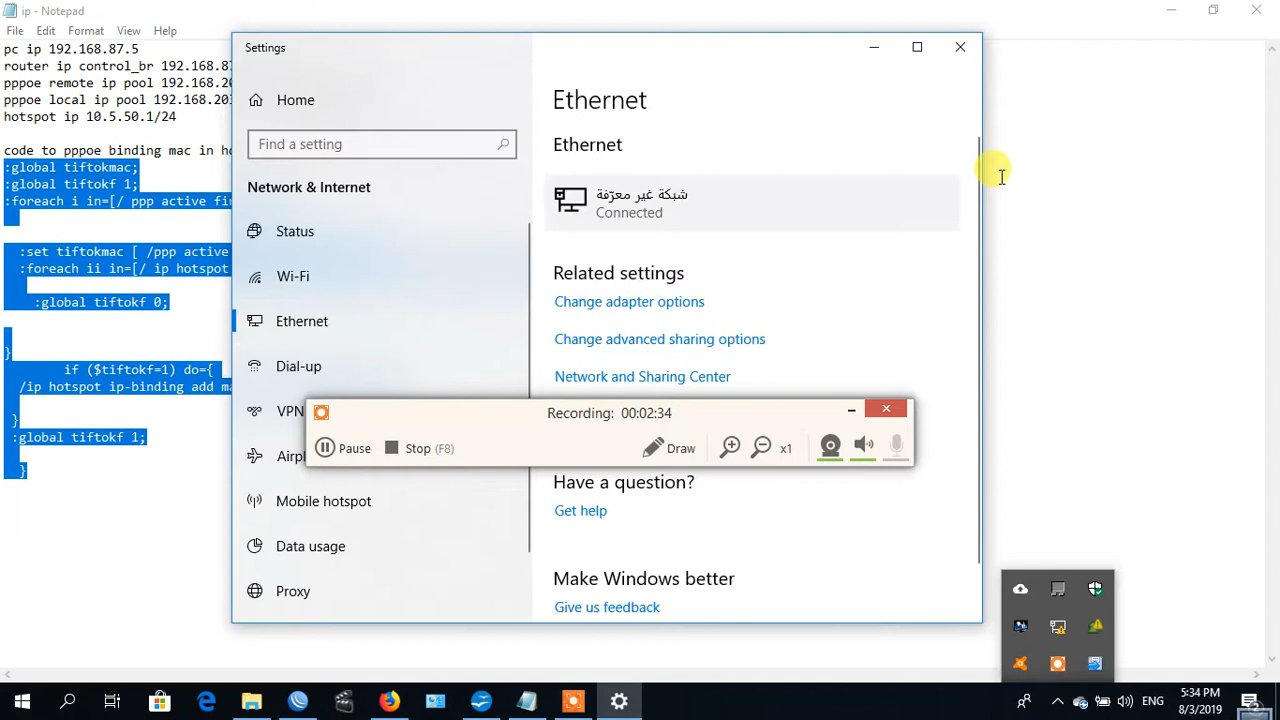 ip - Notepad
File Edit Format View Help
pc ip 192.168.87.5
router ip control_br 192.168.8
pppoe remote ip pool 192.168.20
pppoe local ip pool 192.168.20
hotspot ip 10.5.50.1/24
code to pppoe binding mac in h
:global tiftokmac;
:global tiftokf 1;
:foreach i in=[/ ppp active fin
:set tiftokmac [ /ppp active
:foreach ii in=[/ ip hotspot
:global tiftokf 0;
}
if ($tiftokf=1) do={
/ip hotspot ip-binding add ma
}
:global tiftokf 1;
}
Settings
Home
Find a setting
Network & Internet
Status
Wi-Fi
Ethernet
Dial-up
VPN
Airpl
Mobile hotspot
Data usage
Proxy
Ethernet
Ethernet
شبكة غير معرّفة
Connected
Related settings
Change adapter options
Change advanced sharing options
Network and Sharing Center
Have a question?
Get help
Make Windows better
Give us feedback
Recording: 00:02:34
Pause Stop (F8) Draw x1
ENG
5:34 PM
8/3/2019